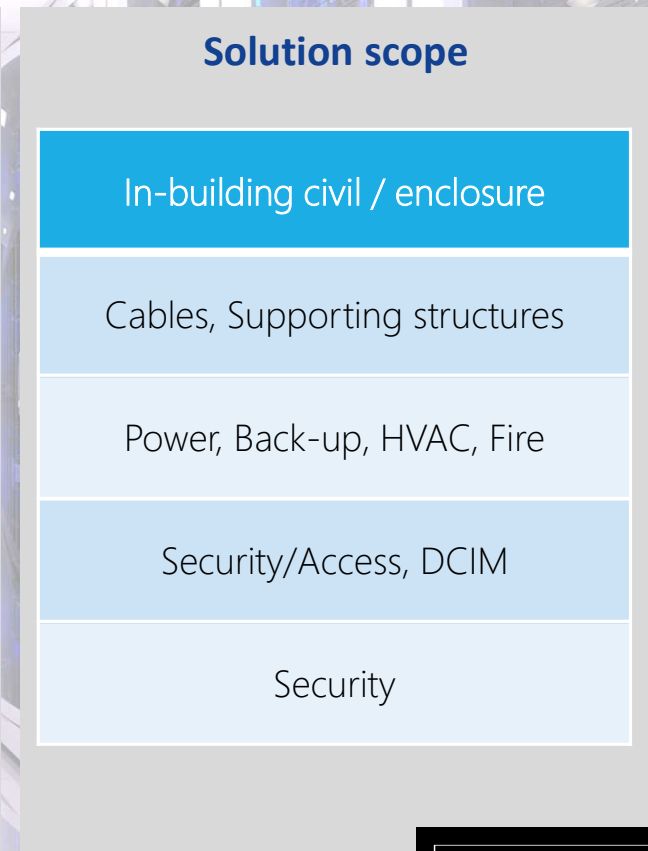 Solution scope
In-building civil / enclosure
Cables, Supporting structures
Power, Back-up, HVAC, Fire
Security/Access, DCIM
Security